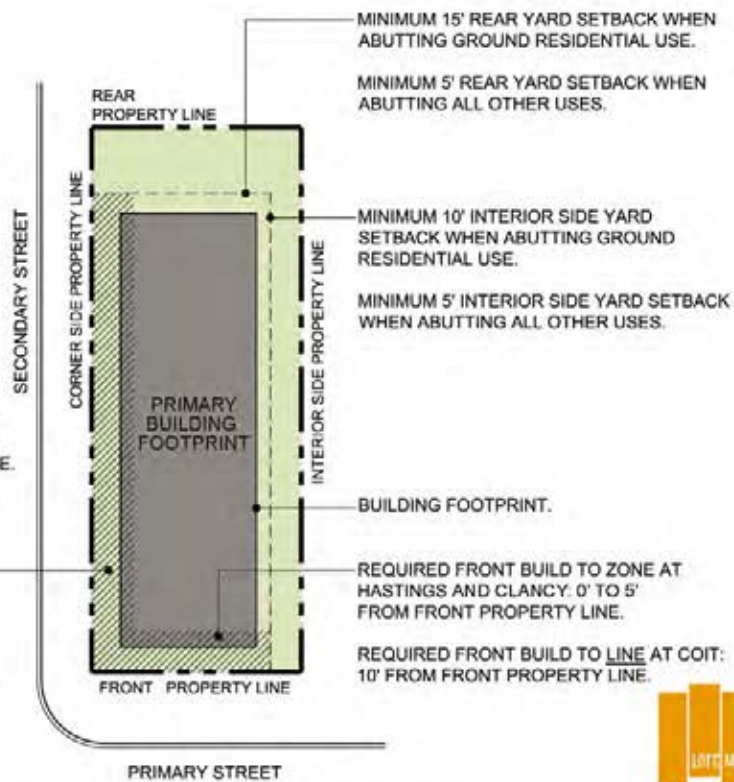 MINIMUM 15' REAR YARD SETBACK WHEN
ABUTTING GROUND RESIDENTIAL USE.
MINIMUM 5' REAR YARD SETBACK WHEN
ABUTTING ALL OTHER USES.
REAR
PROPERTY LINE
SECONDARY STREET
CORNER SIDE PROPERTY LINE
INTERIOR SIDE PROPERTY LINE
MINIMUM 10' INTERIOR SIDE YARD
SETBACK WHEN ABUTTING GROUND
RESIDENTIAL USE.
MINIMUM 5' INTERIOR SIDE YARD SETBACK
WHEN ABUTTING ALL OTHER USES.
PRIMARY
BUILDING
FOOTPRINT
BUILDING FOOTPRINT.
REQUIRED FRONT BUILD TO ZONE AT
HASTINGS AND CLANCY: 0' TO 5'
FROM FRONT PROPERTY LINE.
REQUIRED FRONT BUILD TO LINE AT COIT:
10' FROM FRONT PROPERTY LINE.
FRONT PROPERTY LINE
PRIMARY STREET